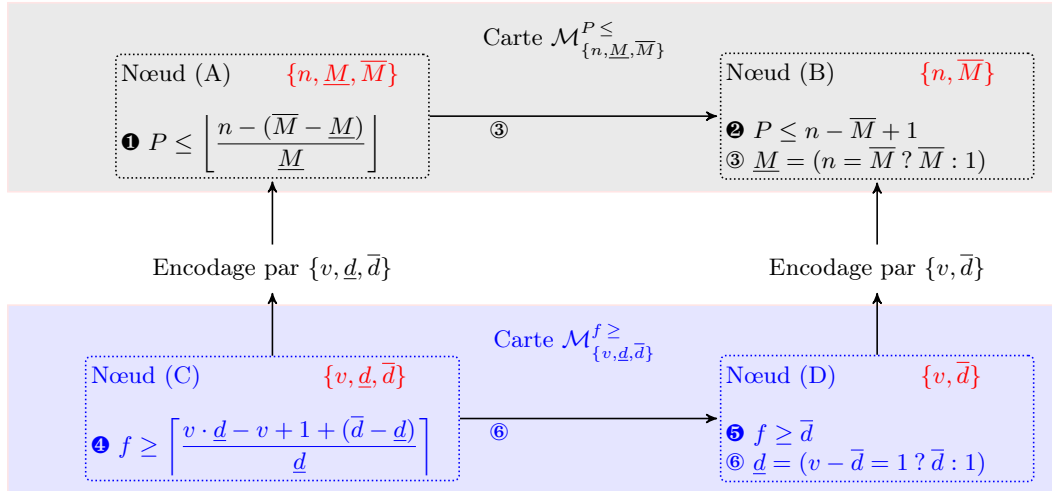 Carte $\mathcal{M}^{P\,\leq}_{\{n,\underline{M},\overline{M}\}}$
Nœud (A) $\{n, \underline{M}, \overline{M}\}$
❶ $P \leq \left\lfloor \dfrac{n - (\overline{M} - \underline{M})}{\underline{M}} \right\rfloor$
③
Nœud (B) $\{n, \overline{M}\}$
❷ $P \leq n - \overline{M} + 1$
③ $\underline{M} = (n = \overline{M}\,?\,\overline{M} : 1)$
Encodage par $\{v, \underline{d}, \overline{d}\}$
Encodage par $\{v, \overline{d}\}$
Carte $\mathcal{M}^{f\,\geq}_{\{v,\underline{d},\overline{d}\}}$
Nœud (C) $\{v, \underline{d}, \overline{d}\}$
❹ $f \geq \left\lceil \dfrac{v \cdot \underline{d} - v + 1 + (\overline{d} - \underline{d})}{\underline{d}} \right\rceil$
⑥
Nœud (D) $\{v, \overline{d}\}$
❺ $f \geq \overline{d}$
⑥ $\underline{d} = (v - \overline{d} = 1\,?\,\overline{d} : 1)$